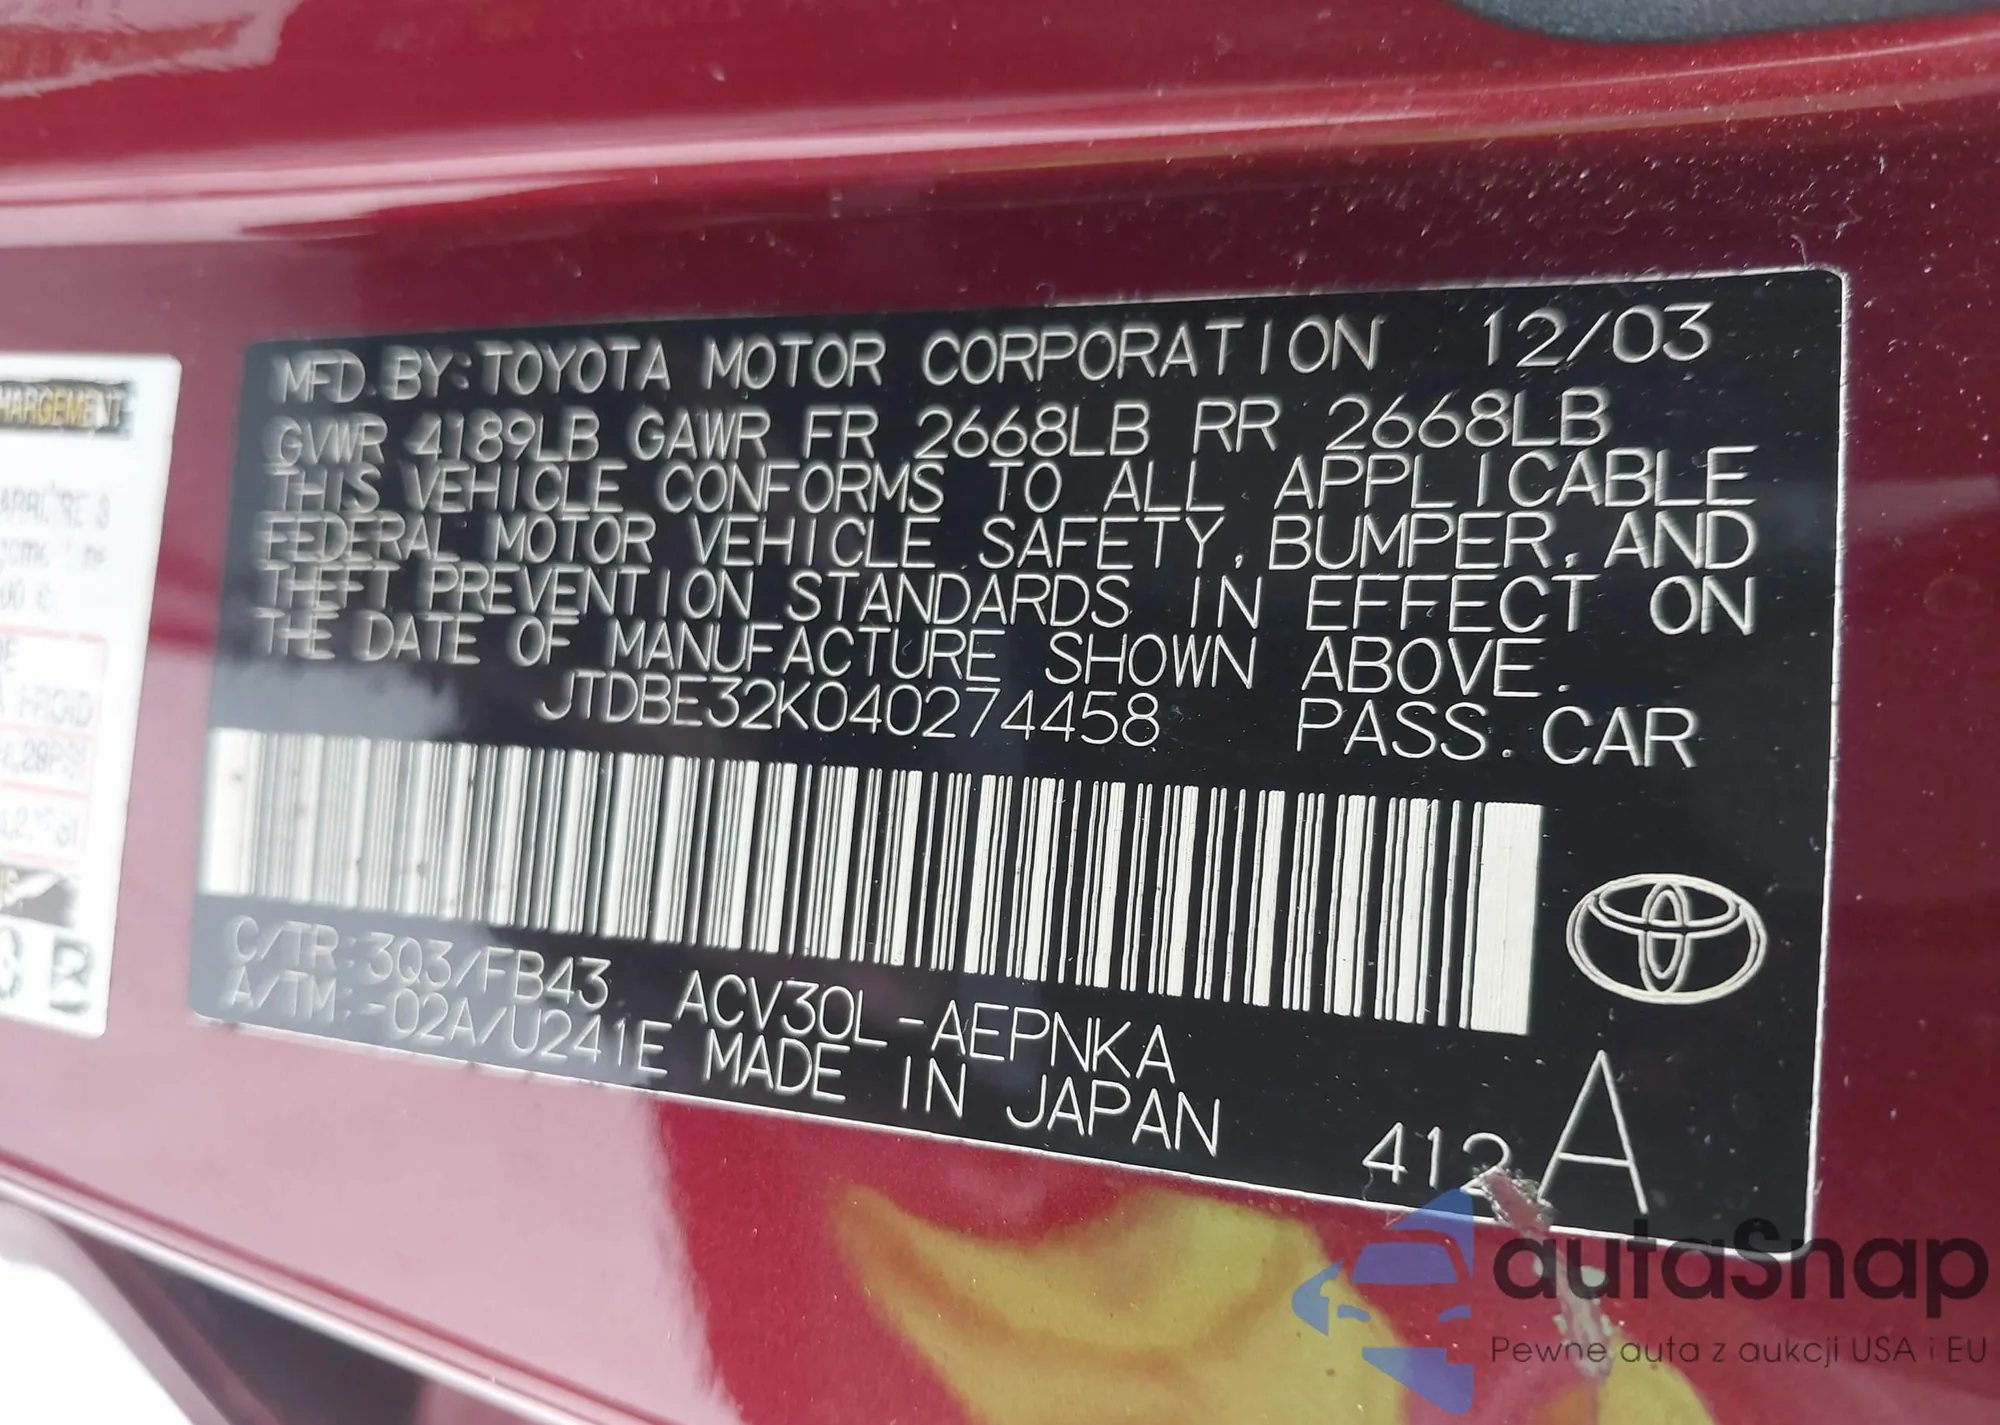 MFD. BY: TOYOTA MOTOR CORPORATION 12/03
GVWR 4189LB GAWR FR 2668LB RR 2668LB
THIS VEHICLE CONFORMS TO ALL APPLICABLE
FEDERAL MOTOR VEHICLE SAFETY, BUMPER, AND
THEFT PREVENTION STANDARDS IN EFFECT ON
THE DATE OF MANUFACTURE SHOWN ABOVE.
JTDBE32K040274458 PASS. CAR
C/TR: 3Q3/FB43 ACV30L-AEPNKA
A/TM: -02A/U241E MADE IN JAPAN
412 A
HARGEMENT
autaSnap
Pewne auta z aukcji USA i EU